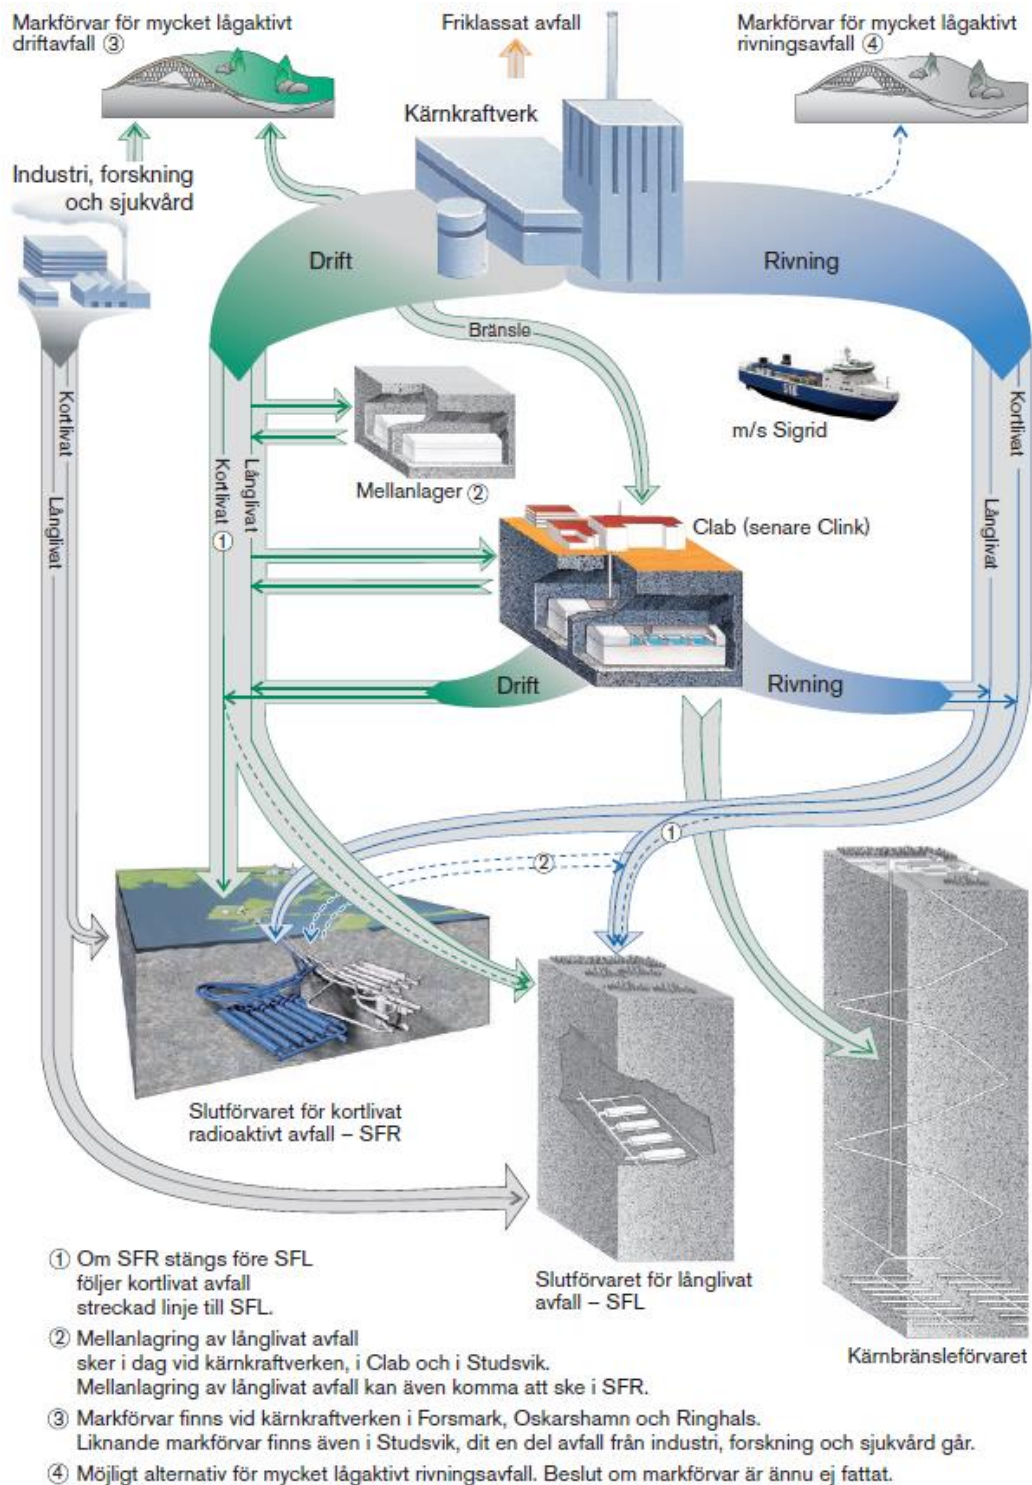 Markförvar för mycket lågaktivt
driftavfall ③
Friklassat avfall
Markförvar för mycket lågaktivt
rivningsavfall ④
Kärnkraftverk
Industri, forskning
och sjukvård
Drift
Rivning
Bränsle
m/s Sigrid
Kortlivat
Långlivat
Kortlivat ①
Långlivat
Mellanlager ②
Clab (senare Clink)
Långlivat
Kortlivat
Drift
Rivning
①
②
Slutförvaret för kortlivat
radioaktivt avfall – SFR
Slutförvaret för långlivat
avfall – SFL
Kärnbränsleförvaret
① Om SFR stängs före SFL
följer kortlivat avfall
streckad linje till SFL.
② Mellanlagring av långlivat avfall
sker i dag vid kärnkraftverken, i Clab och i Studsvik.
Mellanlagring av långlivat avfall kan även komma att ske i SFR.
③ Markförvar finns vid kärnkraftverken i Forsmark, Oskarshamn och Ringhals.
Liknande markförvar finns även i Studsvik, dit en del avfall från industri, forskning och sjukvård går.
④ Möjligt alternativ för mycket lågaktivt rivningsavfall. Beslut om markförvar är ännu ej fattat.